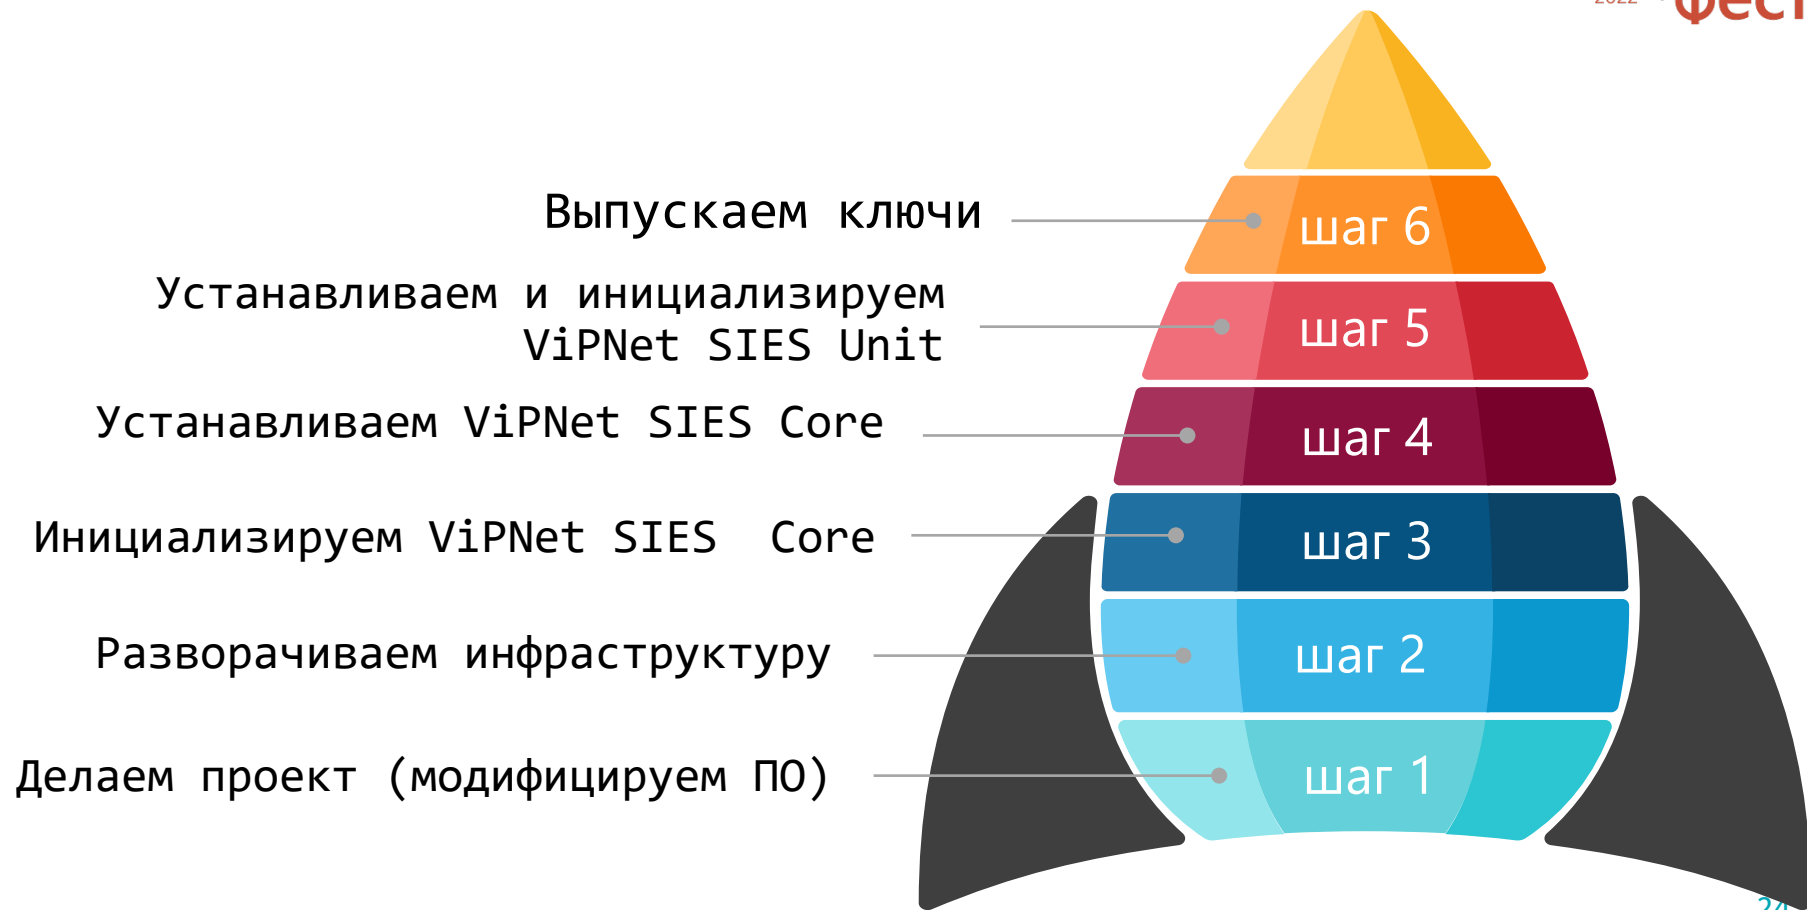 Выпускаем ключи
шаг 6
Устанавливаем и инициализируем
ViPNet SIES Unit
шаг 5
Устанавливаем ViPNet SIES Core
шаг 4
Инициализируем ViPNet SIES Core
шаг 3
Разворачиваем инфраструктуру
шаг 2
Делаем проект (модифицируем ПО)
шаг 1